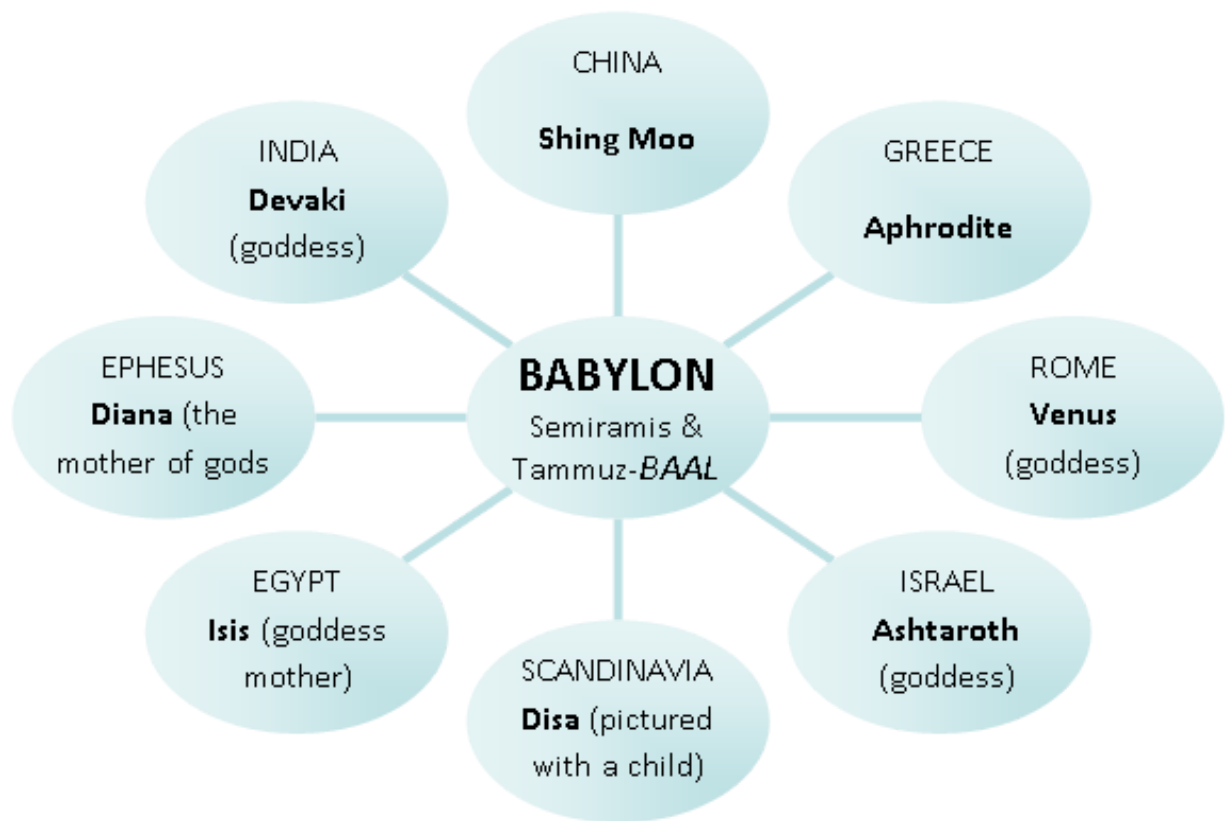 CHINA
Shing Moo
GREECE
Aphrodite
ROME
Venus
(goddess)
ISRAEL
Ashtaroth
(goddess)
SCANDINAVIA
Disa (pictured
with a child)
EGYPT
Isis (goddess
mother)
EPHESUS
Diana (the
mother of gods
INDIA
Devaki
(goddess)
BABYLON
Semiramis &
Tammuz-BAAL